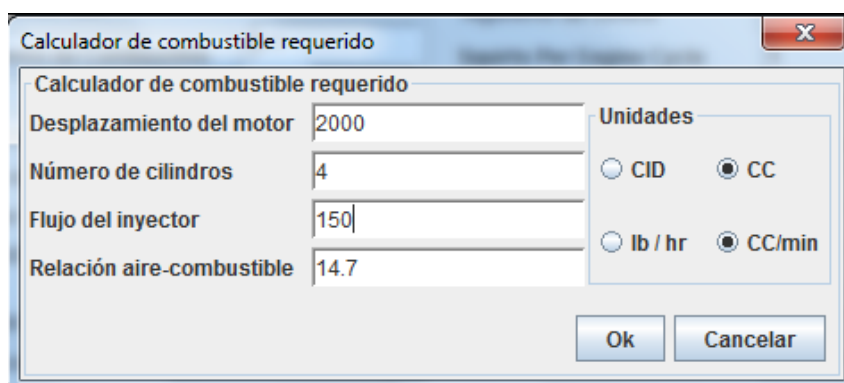 Calculador de combustible requerido
Calculador de combustible requerido
Desplazamiento del motor 2000
Número de cilindros 4
Flujo del inyector 150
Relación aire-combustible 14.7
Unidades
CID CC
lb / hr CC/min
Ok Cancelar